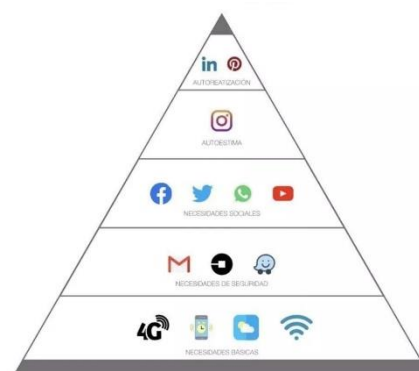 in
AUTOREATIZACIÓN
AUTOESTIMA
NECESIDADES SOCIALES
NECESIDADES DE SEGURIDAD
4G
NECESIDADES BÁSICAS